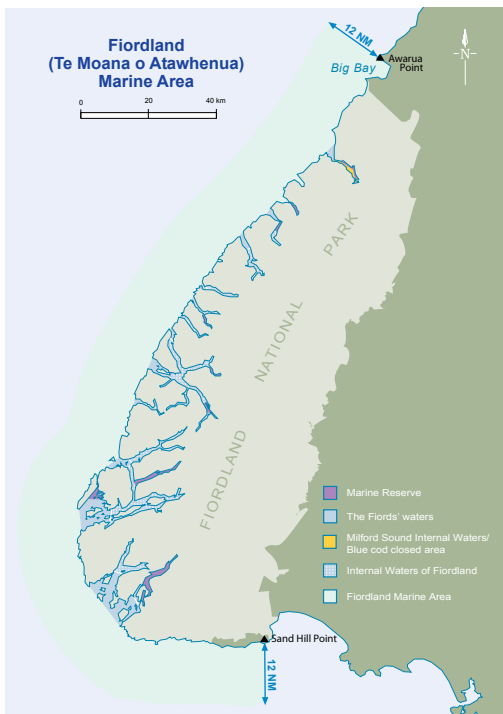 Fiordland
(Te Moana o Atawhenua)
Marine Area
0 20 40 km
12 NM
Big Bay
Awarua
Point
N
FIORDLAND NATIONAL PARK
Marine Reserve
The Fiords' waters
Milford Sound Internal Waters/
Blue cod closed area
Internal Waters of Fiordland
Fiordland Marine Area
Sand Hill Point
12 NM